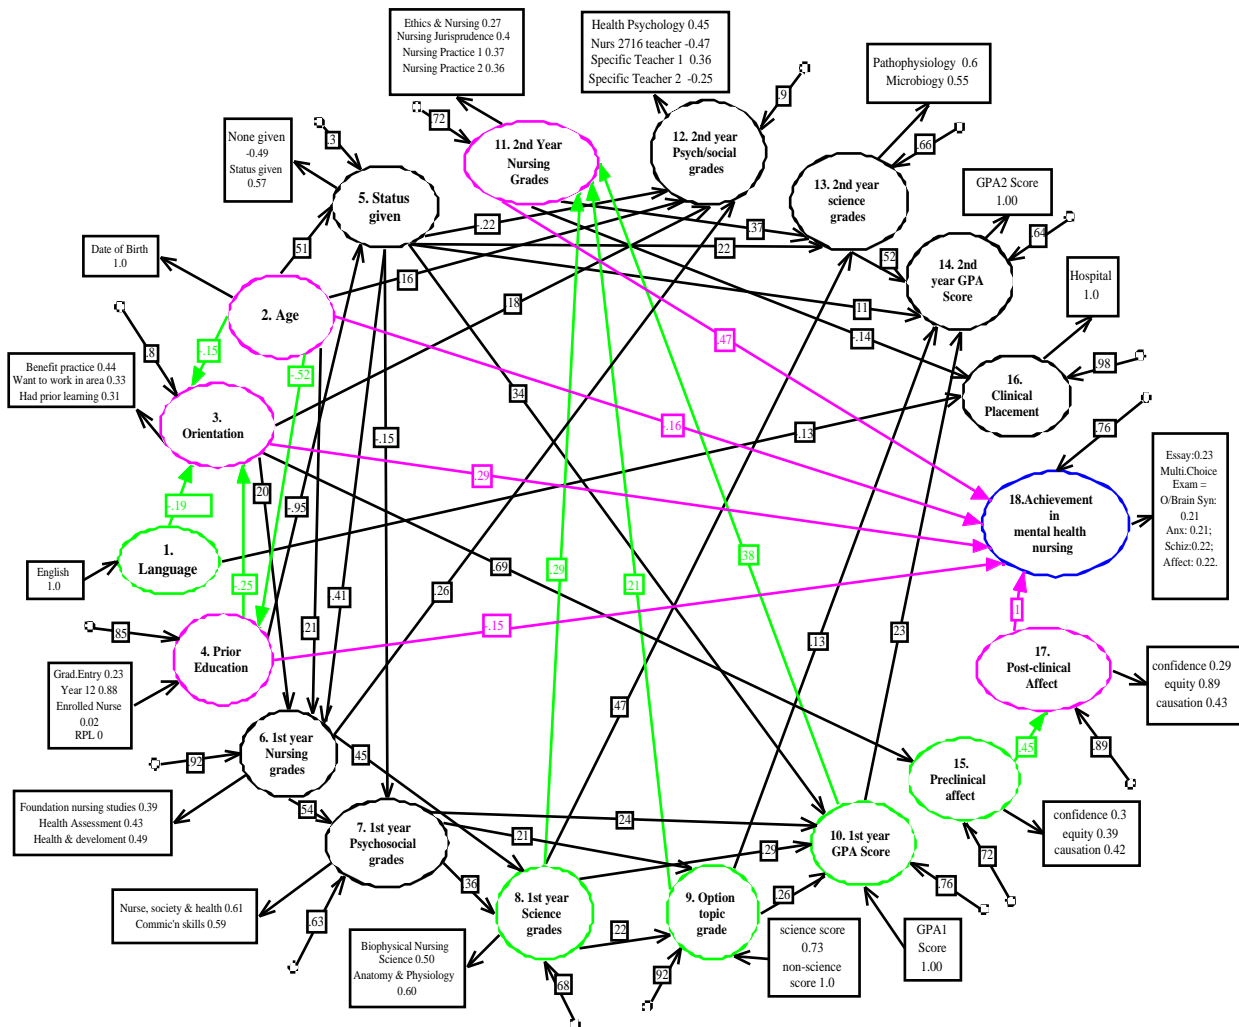 Ethics & Nursing 0.27
Nursing Jurisprudence 0.4
Nursing Practice 1 0.37
Nursing Practice 2 0.36
Health Psychology 0.45
Nurs 2716 teacher -0.47
Specific Teacher 1 0.36
Specific Teacher 2 -0.25
Pathophysiology 0.6
Microbiogy 0.55
.9
.72
.3
.66
None given
-0.49
Status given
0.57
11. 2nd Year
Nursing
Grades
12. 2nd year
Psych/social
grades
13. 2nd year
science
grades
GPA2 Score
1.00
5. Status
given
.64
-.22
.37
22
.52
14. 2nd
year GPA
Score
Date of Birth
1.0
.51
.16
.18
11
Hospital
1.0
2. Age
.8
-.15
-.52
.47
-.14
Benefit practice 0.44
Want to work in area 0.33
Had prior learning 0.31
3.
Orientation
.34
16.
Clinical
Placement
.98
.76
-.15
-.16
.13
.29
20
-.95
-.19
Essay:0.23
Multi.Choice
Exam =
O/Brain Syn:
0.21
Anx: 0.21;
Schiz:0.22;
Affect: 0.22.
18.Achievement
in
mental health
nursing
1.
Language
English
1.0
-.25
-.41
.26
.69
.29
.21
.38
.21
.13
23
-.15
1
.85
4. Prior
Education
Grad.Entry 0.23
Year 12 0.88
Enrolled Nurse
0.02
RPL 0
17.
Post-clinical
Affect
confidence 0.29
equity 0.89
causation 0.43
.47
.45
.89
.92
6. 1st year
Nursing
grades
.45
15.
Preclinical
affect
Foundation nursing studies 0.39
Health Assessment 0.43
Health & develoment 0.49
.54
7. 1st year
Psychosocial
grades
24
.21
.29
10. 1st year
GPA Score
confidence 0.3
equity 0.39
causation 0.42
.72
.36
.26
.76
Nurse, society & health 0.61
Commic'n skills 0.59
.63
8. 1st year
Science
grades
.22
9. Option
topic
grade
science score
0.73
non-science
score 1.0
GPA1
Score
1.00
Biophysical Nursing
Science 0.50
Anatomy & Physiology
0.60
.68
.92